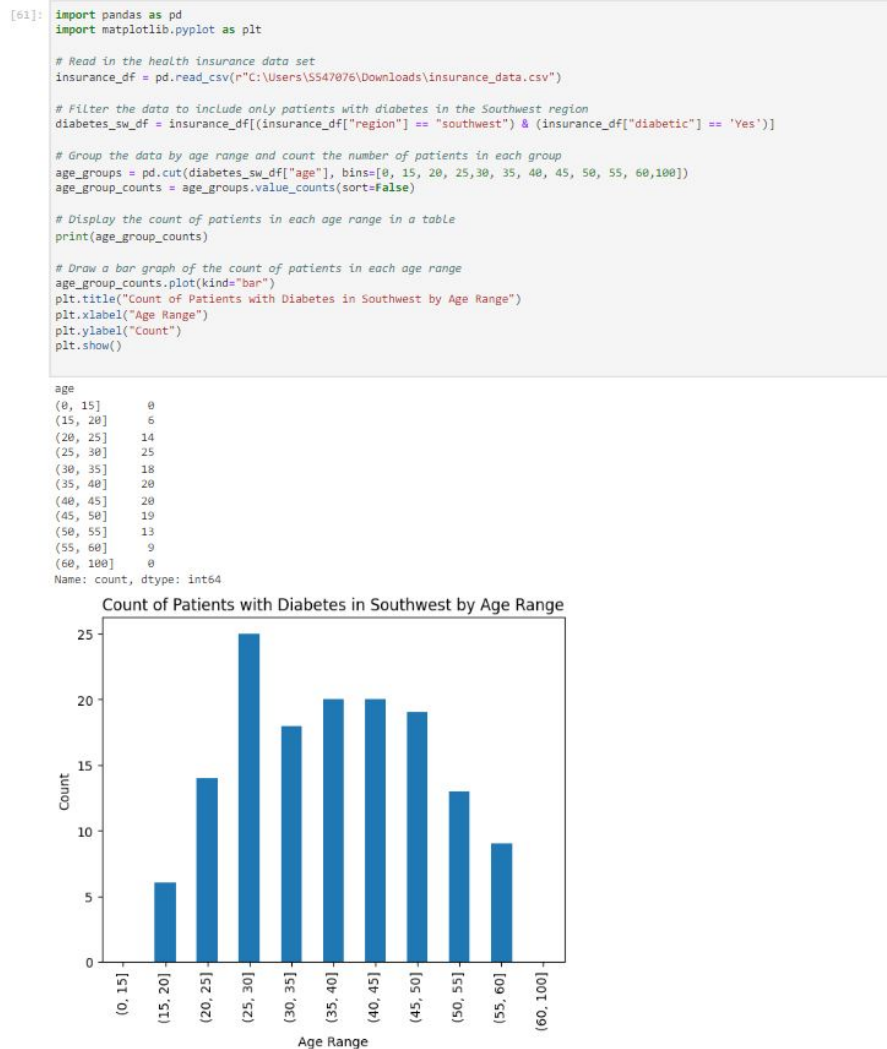 [61]: import pandas as pd
import matplotlib.pyplot as plt
# Read in the health insurance data set
insurance_df = pd.read_csv(r"C:\Users\S547076\Downloads\insurance_data.csv")
# Filter the data to include only patients with diabetes in the Southwest region
diabetes_sw_df = insurance_df[(insurance_df["region"] == "southwest") & (insurance_df["diabetic"] == 'Yes')]
# Group the data by age range and count the number of patients in each group
age_groups = pd.cut(diabetes_sw_df["age"], bins=[0, 15, 20, 25,30, 35, 40, 45, 50, 55, 60,100])
age_group_counts = age_groups.value_counts(sort=False)
# Display the count of patients in each age range in a table
print(age_group_counts)
# Draw a bar graph of the count of patients in each age range
age_group_counts.plot(kind="bar")
plt.title("Count of Patients with Diabetes in Southwest by Age Range")
plt.xlabel("Age Range")
plt.ylabel("Count")
plt.show()
age
(0, 15] 0
(15, 20] 6
(20, 25] 14
(25, 30] 25
(30, 35] 18
(35, 40] 20
(40, 45] 20
(45, 50] 19
(50, 55] 13
(55, 60] 9
(60, 100] 0
Name: count, dtype: int64
Count of Patients with Diabetes in Southwest by Age Range
25
20
15
10
5
0
Count
(0, 15]
(15, 20]
(20, 25]
(25, 30]
(30, 35]
(35, 40]
(40, 45]
(45, 50]
(50, 55]
(55, 60]
(60, 100]
Age Range